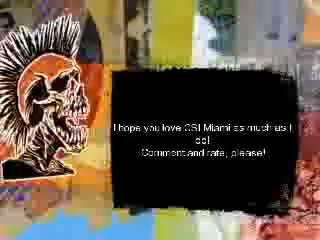 I hope you love CSI Miami as much as I
do!
Comment and rate, please!